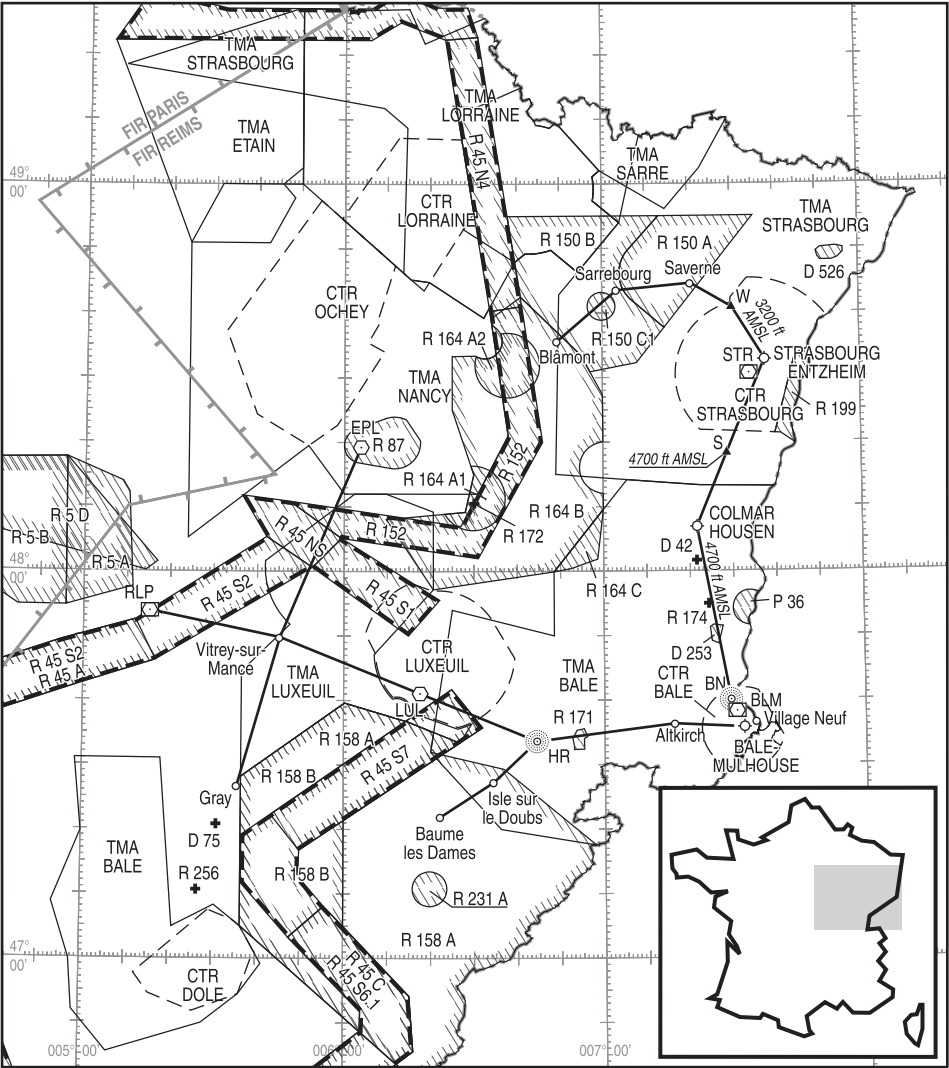 TMA
STRASBOURG
FIR PARIS
FIR REIMS
TMA
ETAIN
TMA
LORRAINE
R 45 N4
TMA
SARRE
49°
00'
CTR
LORRAINE
TMA
STRASBOURG
R 150 B
R 150 A
D 526
Sarrebourg
Saverne
CTR
OCHEY
W
3200 ft
AMSL
R 164 A2
R 150 C1
Blâmont
STR
STRASBOURG
ENTZHEIM
TMA
NANCY
CTR
STRASBOURG
R 199
EPL
R 87
S
4700 ft AMSL
R 152
R 164 A1
R 5 D
R 5 B
R 5 A
R 45 NS
R 152
R 164 B
R 172
COLMAR
HOUSEN
D 42
4700 ft AMSL
48°
00'
RLP
R 45 S2
R 45 S1
R 164 C
P 36
R 174
Vitrey-sur-
Mance
CTR
LUXEUIL
D 253
R 45 S2
R 45 A
TMA
LUXEUIL
TMA
BALE
CTR
BALE
BN
BLM
LUL
R 171
Village Neuf
R 158 A
Altkirch
HR
BALE-
MULHOUSE
R 158 B
R 45 S7
Gray
Isle sur
le Doubs
D 75
Baume
les Dames
TMA
BALE
R 256
R 158 B
R 231 A
R 158 A
47°
00'
CTR
DOLE
R 45 C
R 45 S6.1
005° 00'
006° 00'
007° 00'